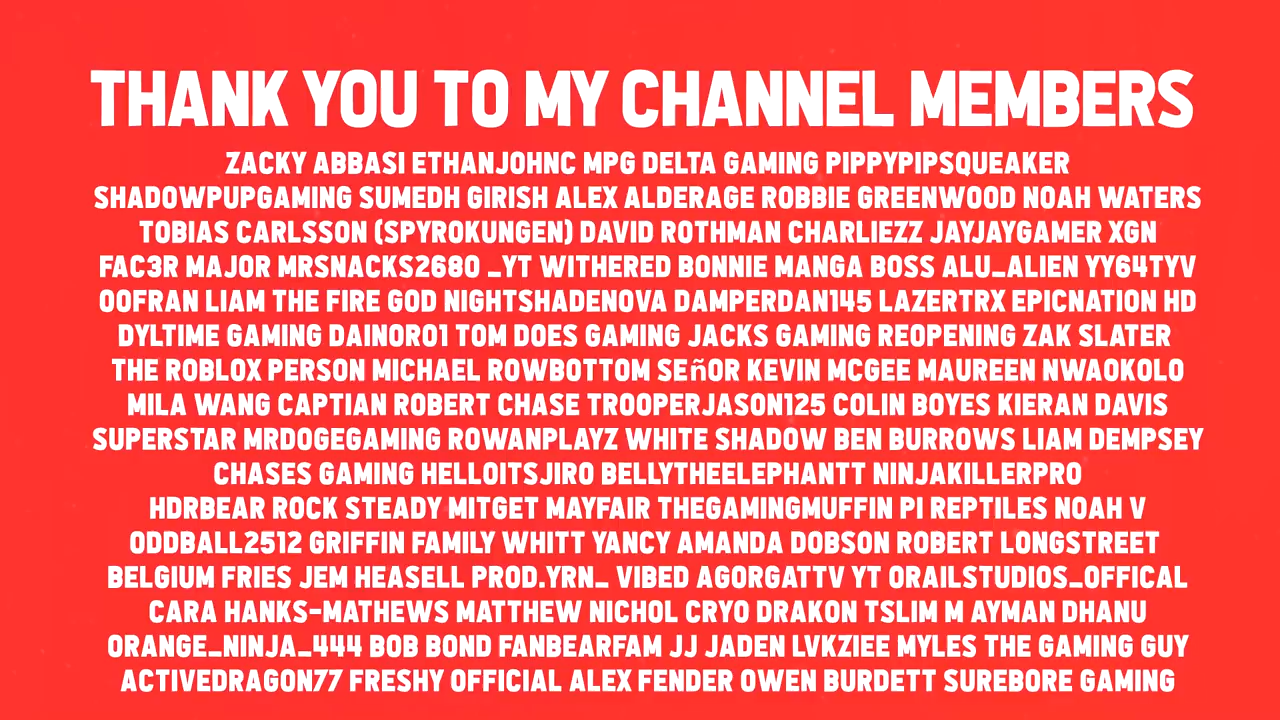 THANK YOU TO MY CHANNEL MEMBERS
ZACKY ABBASI ETHANJOHNC MPG DELTA GAMING PIPPYPIPSQUEAKER
SHADOWPUPGAMING SUMEDH GIRISH ALEX ALDERAGE ROBBIE GREENWOOD NOAH WATERS
TOBIAS CARLSSON (SPYROKUNGEN) DAVID ROTHMAN CHARLIEZZ JAYJAYGAMER XGN
FAC3R MAJOR MRSNACKS2680 _YT WITHERED BONNIE MANGA BOSS ALU_ALIEN YY64TYV
OOFRAN LIAM THE FIRE GOD NIGHTSHADENOVA DAMPERDAN145 LAZERTRX EPICNATION HD
DYLTIME GAMING DAINOR01 TOM DOES GAMING JACKS GAMING REOPENING ZAK SLATER
THE ROBLOX PERSON MICHAEL ROWBOTTOM SEñOR KEVIN MCGEE MAUREEN NWAOKOLO
MILA WANG CAPTIAN ROBERT CHASE TROOPERJASON125 COLIN BOYES KIERAN DAVIS
SUPERSTAR MRDOGEGAMING ROWANPLAYZ WHITE SHADOW BEN BURROWS LIAM DEMPSEY
CHASES GAMING HELLOITSJIRO BELLYTHEELEPHANTT NINJAKILLERPRO
HDRBEAR ROCK STEADY MITGET MAYFAIR THEGAMINGMUFFIN PI REPTILES NOAH V
ODDBALL2512 GRIFFIN FAMILY WHITT YANCY AMANDA DOBSON ROBERT LONGSTREET
BELGIUM FRIES JEM HEASELL PROD.YRN_ VIBED AGORGATTV YT ORAILSTUDIOS_OFFICAL
CARA HANKS-MATHEWS MATTHEW NICHOL CRYO DRAKON TSLIM M AYMAN DHANU
ORANGE_NINJA_444 BOB BOND FANBEARFAM JJ JADEN LVKZIEE MYLES THE GAMING GUY
ACTIVEDRAGON77 FRESHY OFFICIAL ALEX FENDER OWEN BURDETT SUREBORE GAMING